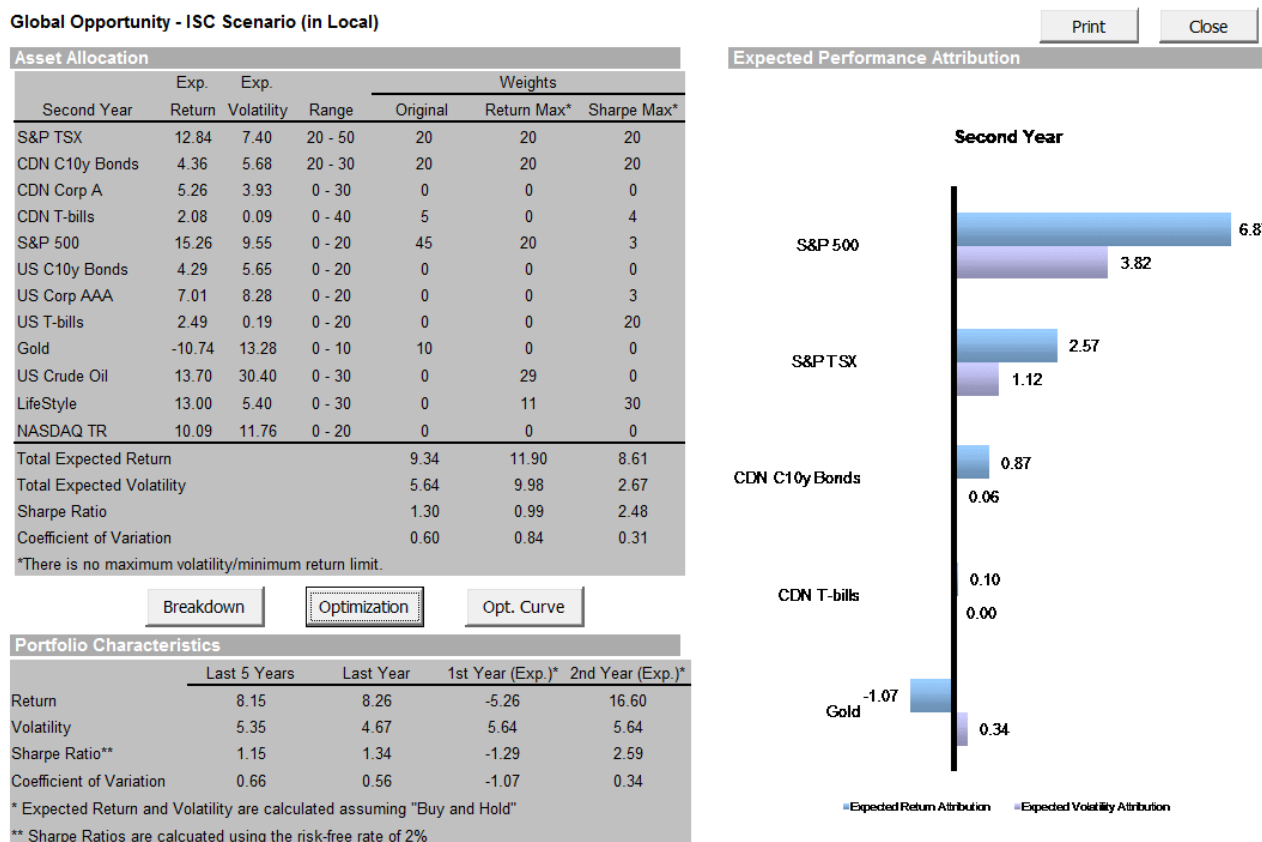 Global Opportunity - ISC Scenario (in Local)
Print Close
Asset Allocation
Exp. Exp. Weights
Second Year Return Volatility Range Original Return Max* Sharpe Max*
S&P TSX 12.84 7.40 20 - 50 20 20 20
CDN C10y Bonds 4.36 5.68 20 - 30 20 20 20
CDN Corp A 5.26 3.93 0 - 30 0 0 0
CDN T-bills 2.08 0.09 0 - 40 5 0 4
S&P 500 15.26 9.55 0 - 20 45 20 3
US C10y Bonds 4.29 5.65 0 - 20 0 0 0
US Corp AAA 7.01 8.28 0 - 20 0 0 3
US T-bills 2.49 0.19 0 - 20 0 0 20
Gold -10.74 13.28 0 - 10 10 0 0
US Crude Oil 13.70 30.40 0 - 30 0 29 0
LifeStyle 13.00 5.40 0 - 30 0 11 30
NASDAQ TR 10.09 11.76 0 - 20 0 0 0
Total Expected Return 9.34 11.90 8.61
Total Expected Volatility 5.64 9.98 2.67
Sharpe Ratio 1.30 0.99 2.48
Coefficient of Variation 0.60 0.84 0.31
*There is no maximum volatility/minimum return limit.
Breakdown Optimization Opt. Curve
Portfolio Characteristics
Last 5 Years Last Year 1st Year (Exp.)* 2nd Year (Exp.)*
Return 8.15 8.26 -5.26 16.60
Volatility 5.35 4.67 5.64 5.64
Sharpe Ratio** 1.15 1.34 -1.29 2.59
Coefficient of Variation 0.66 0.56 -1.07 0.34
* Expected Return and Volatility are calculated assuming "Buy and Hold"
** Sharpe Ratios are calcuated using the risk-free rate of 2%
Expected Performance Attribution
Second Year
S&P 500
3.82
S&P TSX
2.57
1.12
CDN C10y Bonds
0.87
0.06
CDN T-bills
0.10
0.00
Gold
-1.07
0.34
Expected Return Attribution Expected Volatility Attribution